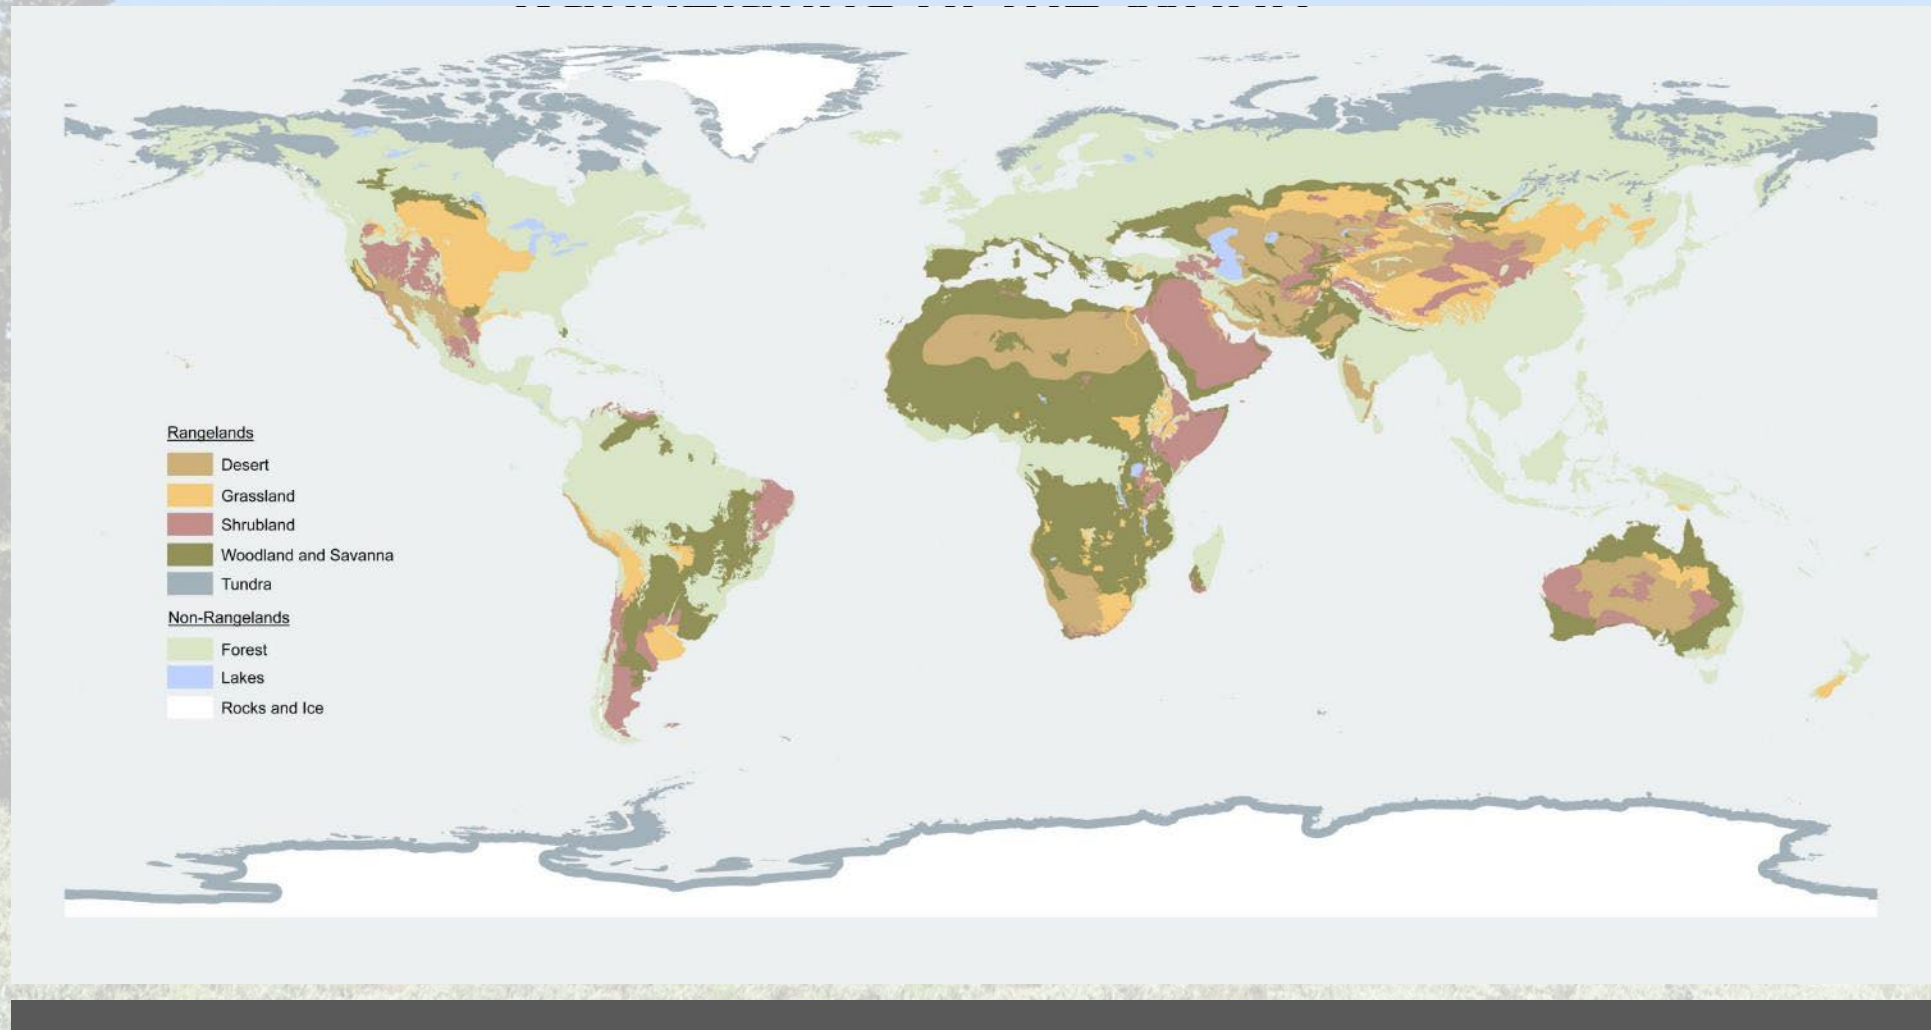 Rangelands
Desert
Grassland
Shrubland
Woodland and Savanna
Tundra
Non-Rangelands
Forest
Lakes
Rocks and Ice